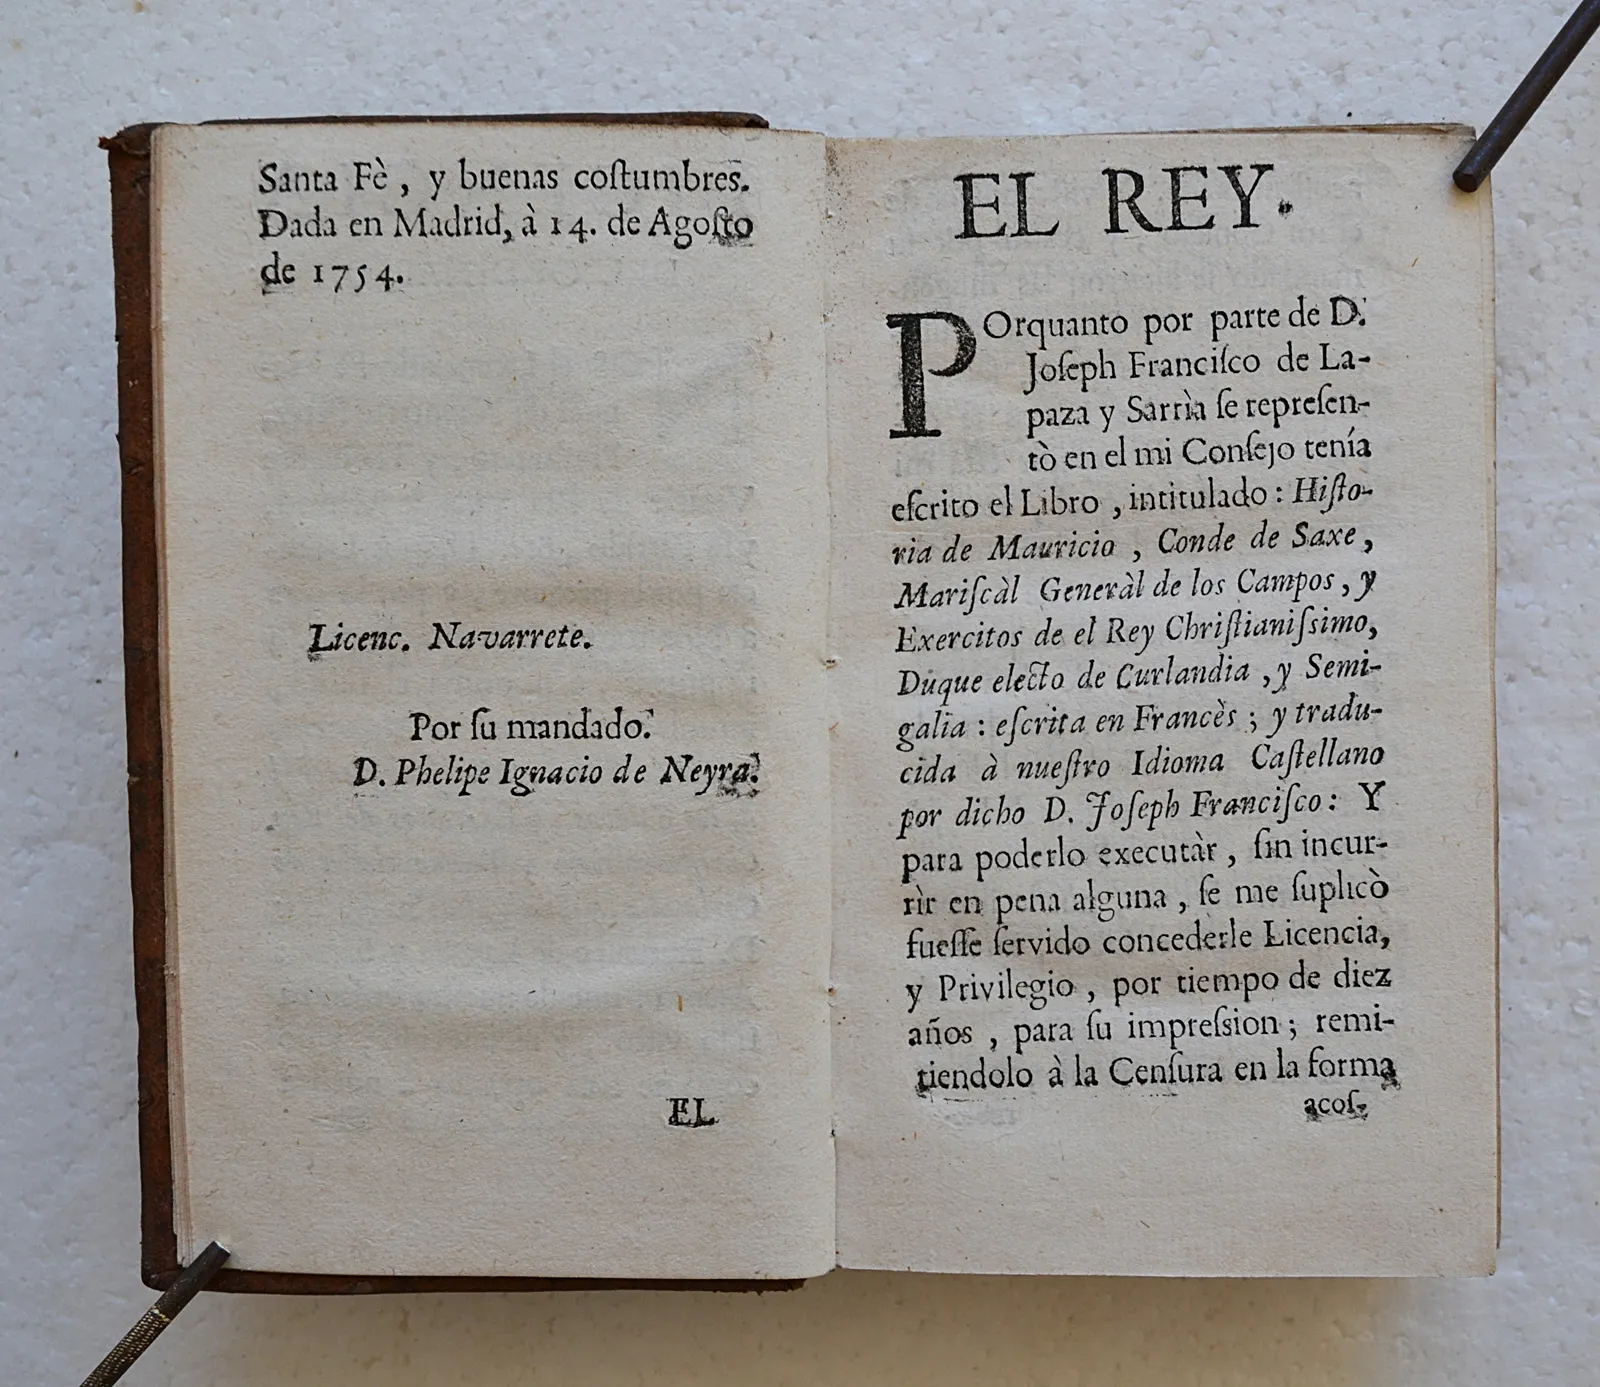 Santa Fè, y buenas coſtumbres.
Dada en Madrid, à 14. de Agoſto
de 1754.
Licenc. Navarrete.
Por ſu mandado.
D. Phelipe Ignacio de Neyra.
EL
EL REY.
POrquanto por parte de D.
Joſeph Franciſco de La-
paza y Sarrìa ſe repreſen-
tò en el mi Conſejo tenía
eſcrito el Libro, intitulado: Hiſto-
ria de Mauricio, Conde de Saxe,
Mariſcàl Generàl de los Campos, y
Exercitos de el Rey Chriſtianiſsimo,
Duque electo de Curlandia, y Semi-
galia: eſcrita en Francès; y tradu-
cida à nueſtro Idioma Caſtellano
por dicho D. Joſeph Franciſco: Y
para poderlo executàr, ſin incur-
rìr en pena alguna, ſe me ſuplicò
fueſſe ſervido concederle Licencia,
y Privilegio, por tiempo de diez
años, para ſu impreſsion; remi-
tiendolo à la Cenſura en la forma
acoſ-